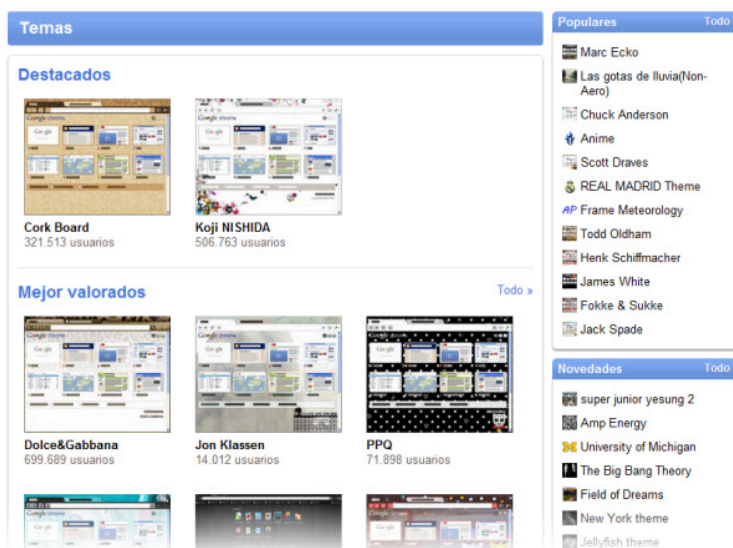 Temas
Destacados
Cork Board
321.513 usuarios
Koji NISHIDA
506.763 usuarios
Mejor valorados
Todo »
Dolce&Gabbana
699.689 usuarios
Jon Klassen
14.012 usuarios
PPQ
71.898 usuarios
Populares
Todo
Marc Ecko
Las gotas de lluvia(Non-
Aero)
Chuck Anderson
Anime
Scott Draves
REAL MADRID Theme
AP Frame Meteorology
Todd Oldham
Henk Schiffmacher
James White
Fokke & Sukke
Jack Spade
Novedades
Todo
super junior yesung 2
Amp Energy
University of Michigan
The Big Bang Theory
Field of Dreams
New York theme
Jellyfish theme